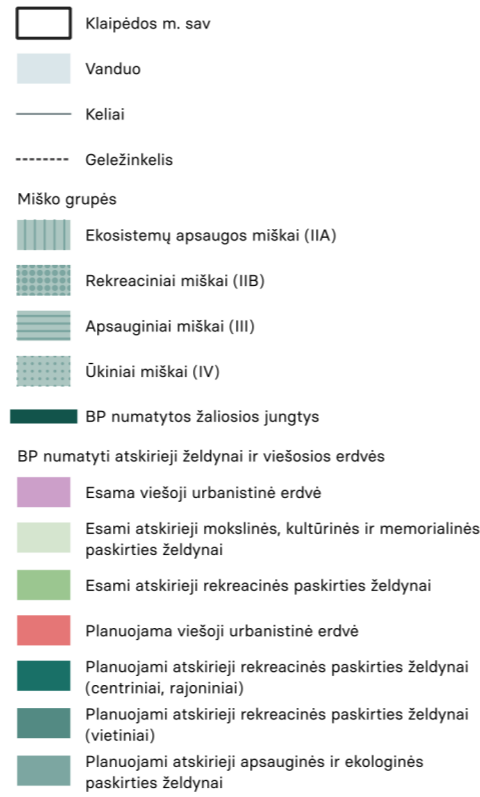 Klaipėdos m. sav
Vanduo
Keliai
Geležinkelis
Miško grupės
Ekosistemų apsaugos miškai (IIA)
Rekreaciniai miškai (IIB)
Apsauginiai miškai (III)
Ūkiniai miškai (IV)
BP numatytos žaliosios jungtys
BP numatyti atskirieji želdynai ir viešosios erdvės
Esama viešoji urbanistinė erdvė
Esami atskirieji mokslinės, kultūrinės ir memorialinės
paskirties želdynai
Esami atskirieji rekreacinės paskirties želdynai
Planuojama viešoji urbanistinė erdvė
Planuojami atskirieji rekreacinės paskirties želdynai
(centriniai, rajoniniai)
Planuojami atskirieji rekreacinės paskirties želdynai
(vietiniai)
Planuojami atskirieji apsauginės ir ekologinės
paskirties želdynai